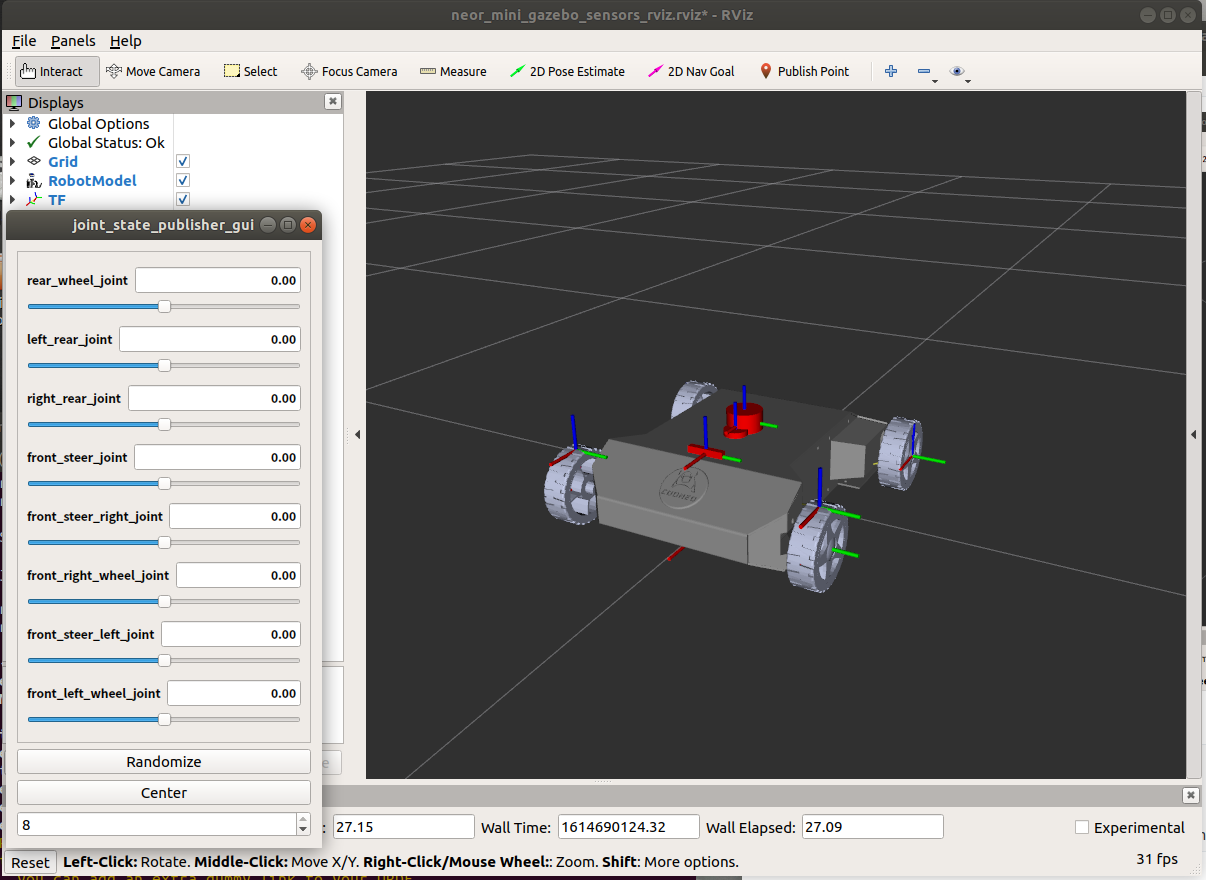 neor_mini_gazebo_sensors_rviz.rviz* - RViz
File Panels Help
Interact Move Camera Select Focus Camera Measure 2D Pose Estimate 2D Nav Goal Publish Point
Displays
Global Options
Global Status: Ok
Grid
RobotModel
TF
joint_state_publisher_gui
rear_wheel_joint 0.00
left_rear_joint 0.00
right_rear_joint 0.00
front_steer_joint 0.00
front_steer_right_joint 0.00
front_right_wheel_joint 0.00
front_steer_left_joint 0.00
front_left_wheel_joint 0.00
Randomize
Center
8
27.15 Wall Time: 1614690124.32 Wall Elapsed: 27.09 Experimental
Reset Left-Click: Rotate. Middle-Click: Move X/Y. Right-Click/Mouse Wheel:: Zoom. Shift: More options. 31 fps